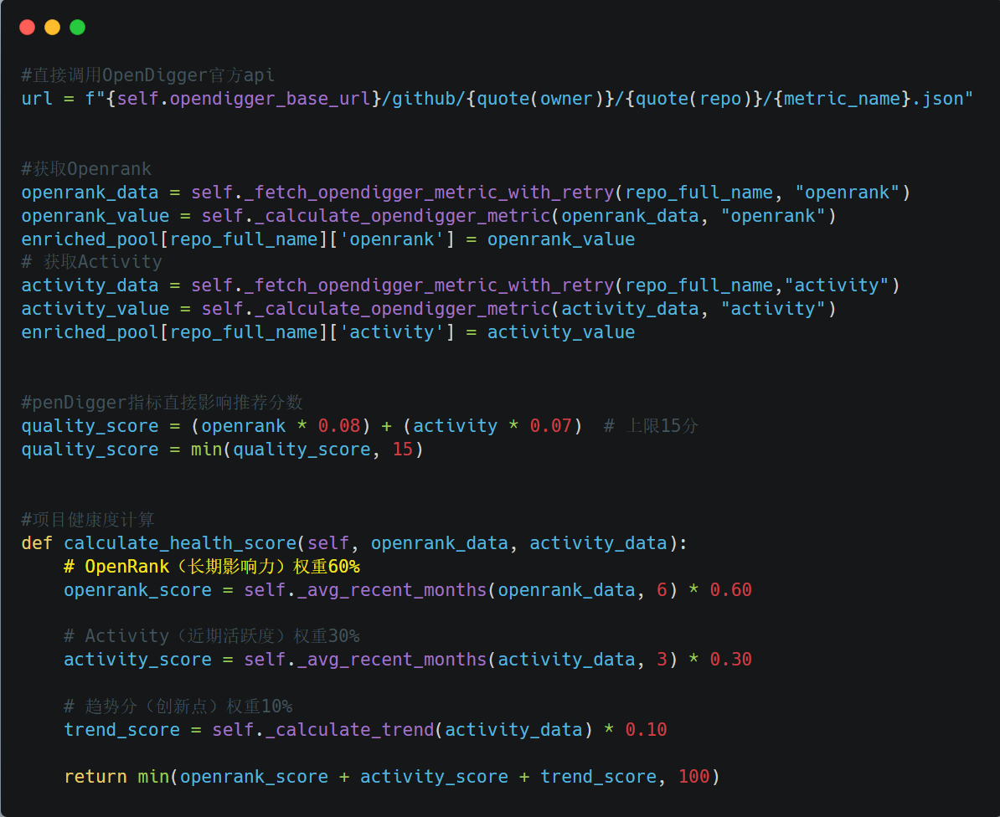 #直接调用OpenDigger官方api
url = f"{self.opendigger_base_url}/github/{quote(owner)}/{quote(repo)}/{metric_name}.json"
#获取Openrank
openrank_data = self._fetch_opendigger_metric_with_retry(repo_full_name, "openrank")
openrank_value = self._calculate_opendigger_metric(openrank_data, "openrank")
enriched_pool[repo_full_name]['openrank'] = openrank_value
# 获取Activity
activity_data = self._fetch_opendigger_metric_with_retry(repo_full_name,"activity")
activity_value = self._calculate_opendigger_metric(activity_data, "activity")
enriched_pool[repo_full_name]['activity'] = activity_value
#penDigger指标直接影响推荐分数
quality_score = (openrank * 0.08) + (activity * 0.07)  # 上限15分
quality_score = min(quality_score, 15)
#项目健康度计算
def calculate_health_score(self, openrank_data, activity_data):
    # OpenRank（长期影响力）权重60%
    openrank_score = self._avg_recent_months(openrank_data, 6) * 0.60
    # Activity（近期活跃度）权重30%
    activity_score = self._avg_recent_months(activity_data, 3) * 0.30
    # 趋势分（创新点）权重10%
    trend_score = self._calculate_trend(activity_data) * 0.10
    return min(openrank_score + activity_score + trend_score, 100)